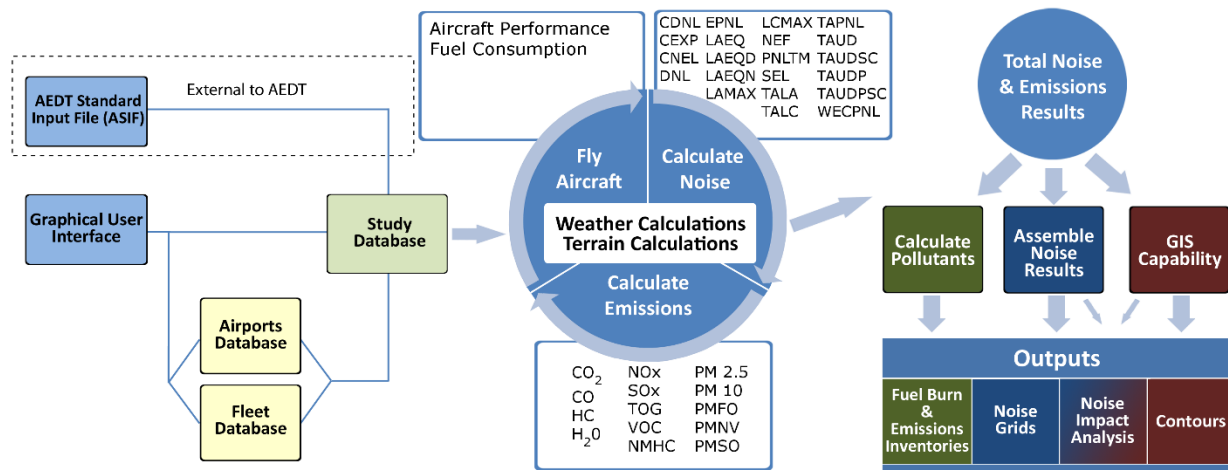 External to AEDT
AEDT Standard
Input File (ASIF)
Graphical User
Interface
Airports
Database
Fleet
Database
Study
Database
Aircraft Performance
Fuel Consumption
CDNL EPNL LCMAX TAPNL
CEXP LAEQ NEF TAUD
CNEL LAEQD PNLTM TAUDSC
DNL LAEQN SEL TAUDP
LAMAX TALA TAUDPSC
TALC WECPNL
Fly
Aircraft
Calculate
Noise
Weather Calculations
Terrain Calculations
Calculate
Emissions
CO2 NOx PM 2.5
CO SOx PM 10
HC TOG PMFO
H20 VOC PMNV
NMHC PMSO
Total Noise
& Emissions
Results
Calculate
Pollutants
Assemble
Noise
Results
GIS
Capability
Outputs
Fuel Burn
&
Emissions
Inventories
Noise
Grids
Noise
Impact
Analysis
Contours